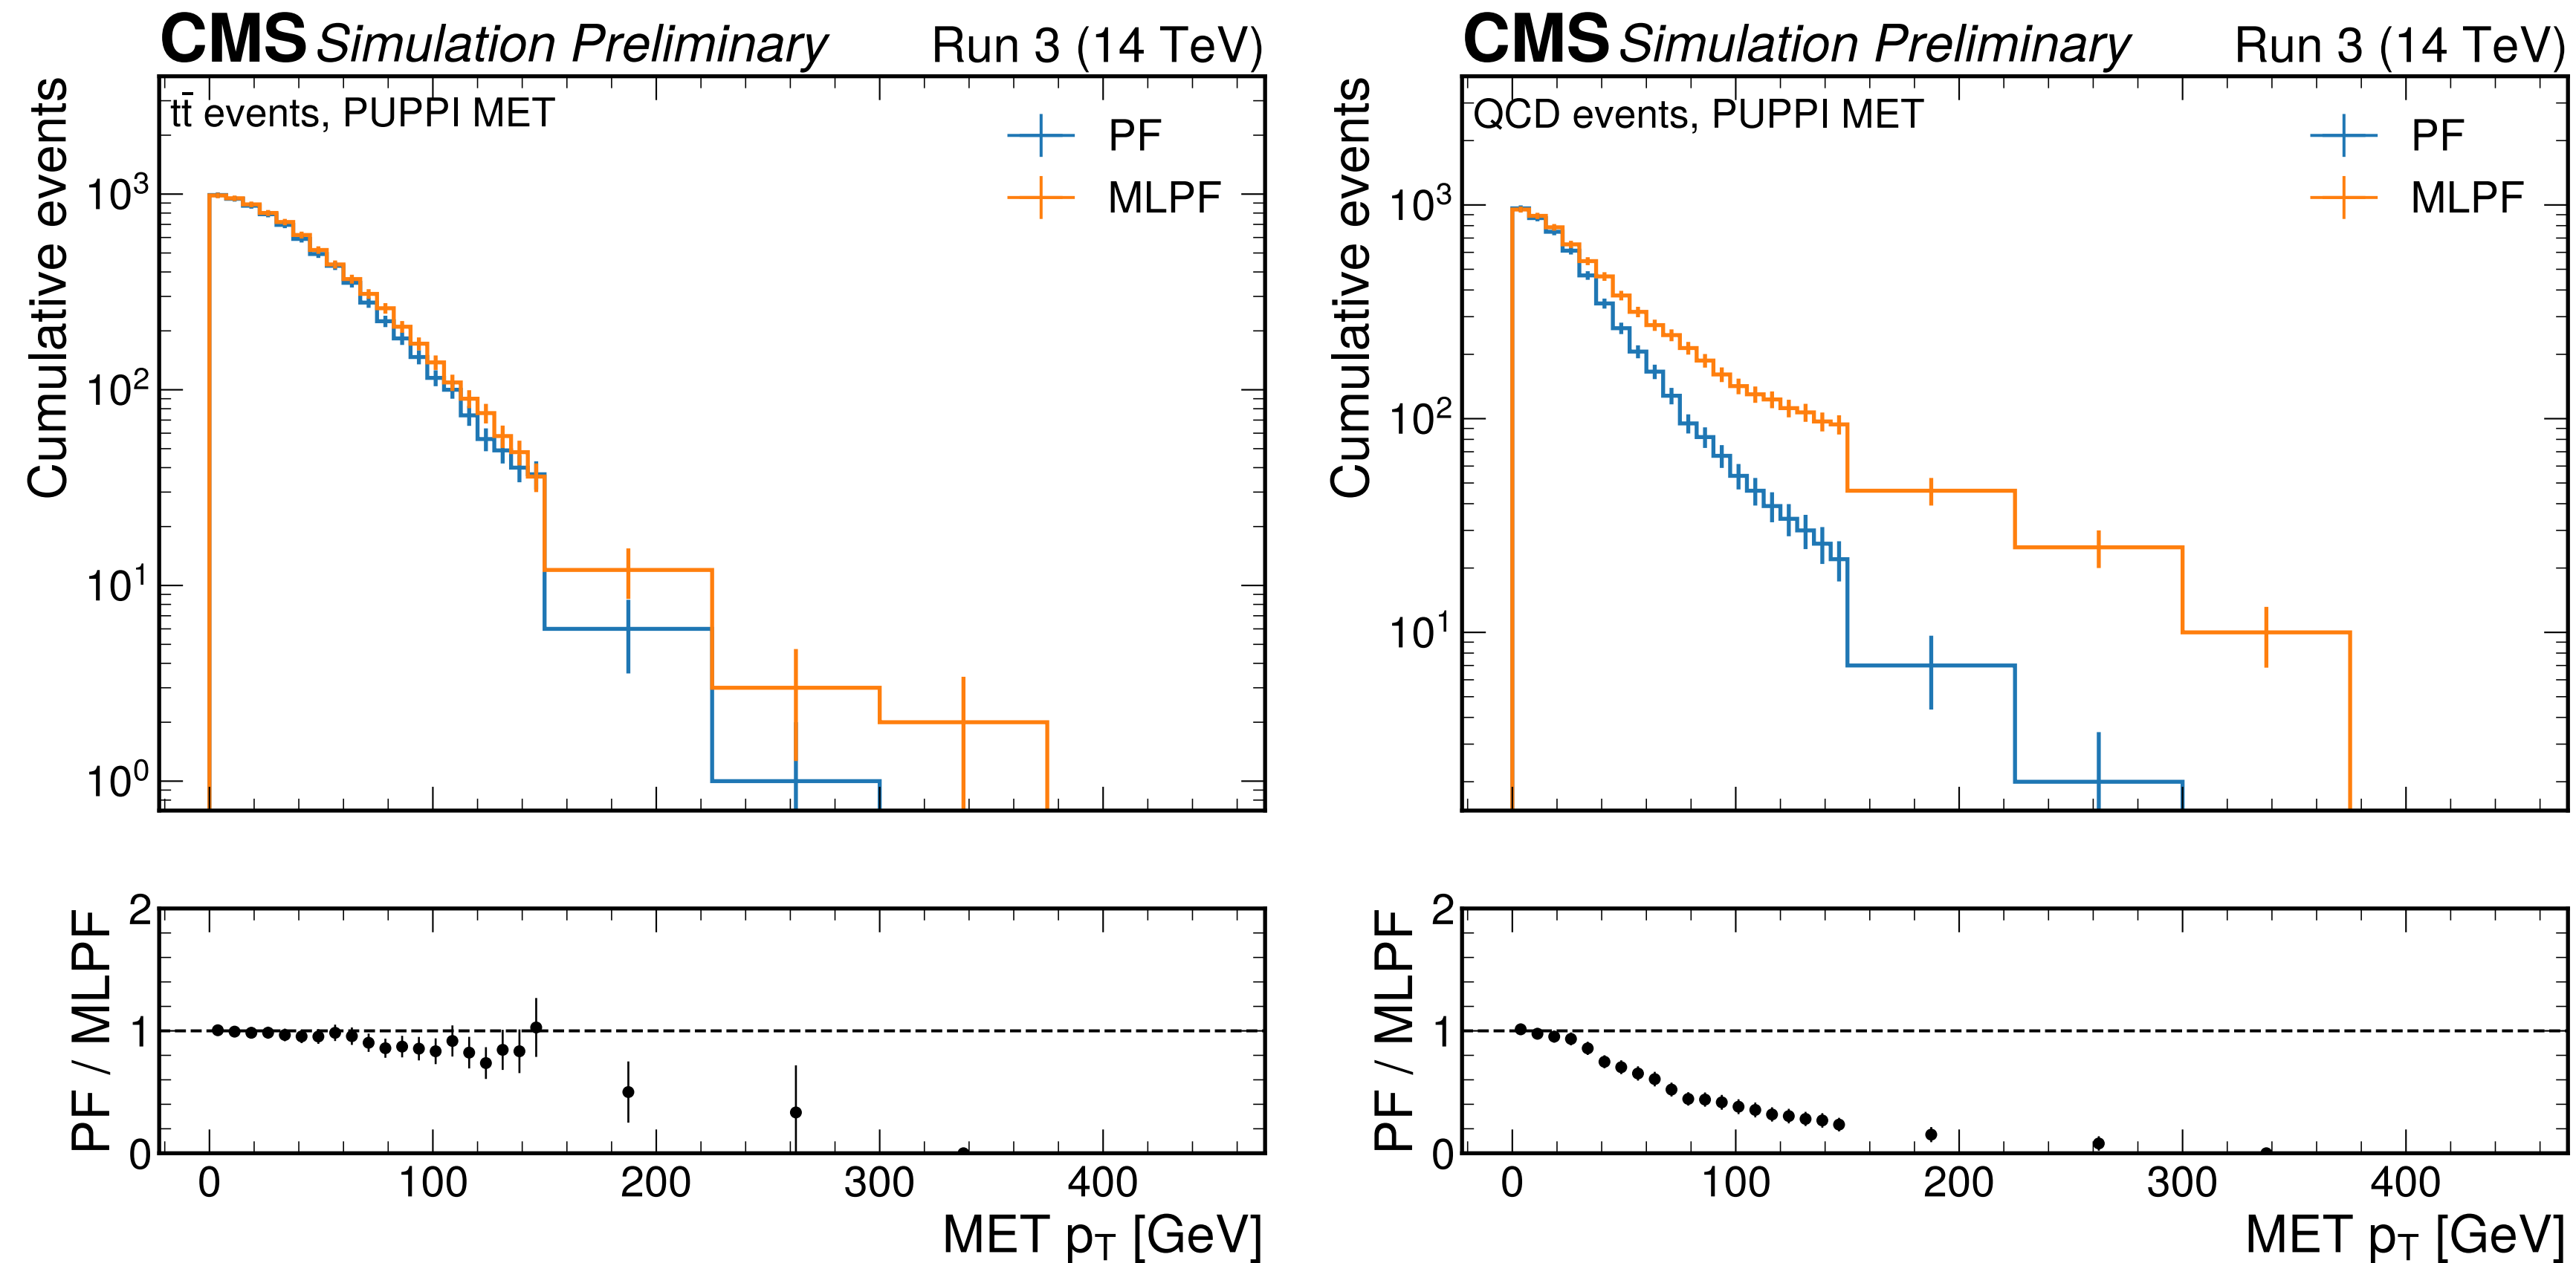 CMS Simulation Preliminary Run 3 (14 TeV)
tt̄ events, PUPPI MET
PF
MLPF
Cumulative events
10³
10²
10¹
10⁰
PF / MLPF
2
1
0
0 100 200 300 400
MET pT [GeV]
CMS Simulation Preliminary Run 3 (14 TeV)
QCD events, PUPPI MET
PF
MLPF
Cumulative events
10³
10²
10¹
PF / MLPF
2
1
0
0 100 200 300 400
MET pT [GeV]